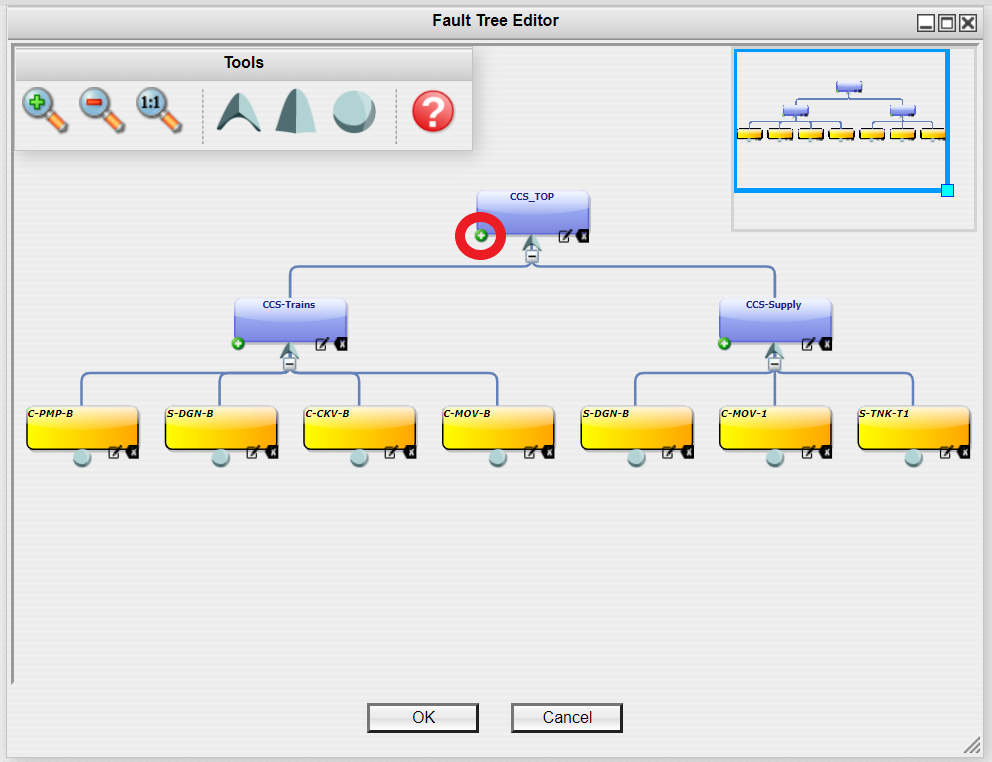 Fault Tree Editor
Tools
1:1
?
CCS_TOP
CCS-Trains
CCS-Supply
C-PMP-B
S-DGN-B
C-CKV-B
C-MOV-B
S-DGN-B
C-MOV-1
S-TNK-T1
OK
Cancel